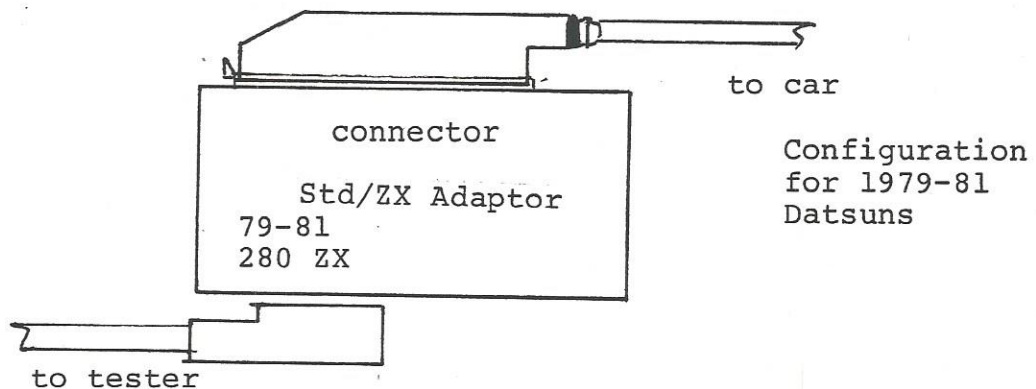 to car
connector
Configuration
for 1979-81
Datsuns
Std/ZX Adaptor
79-81
280 ZX
to tester